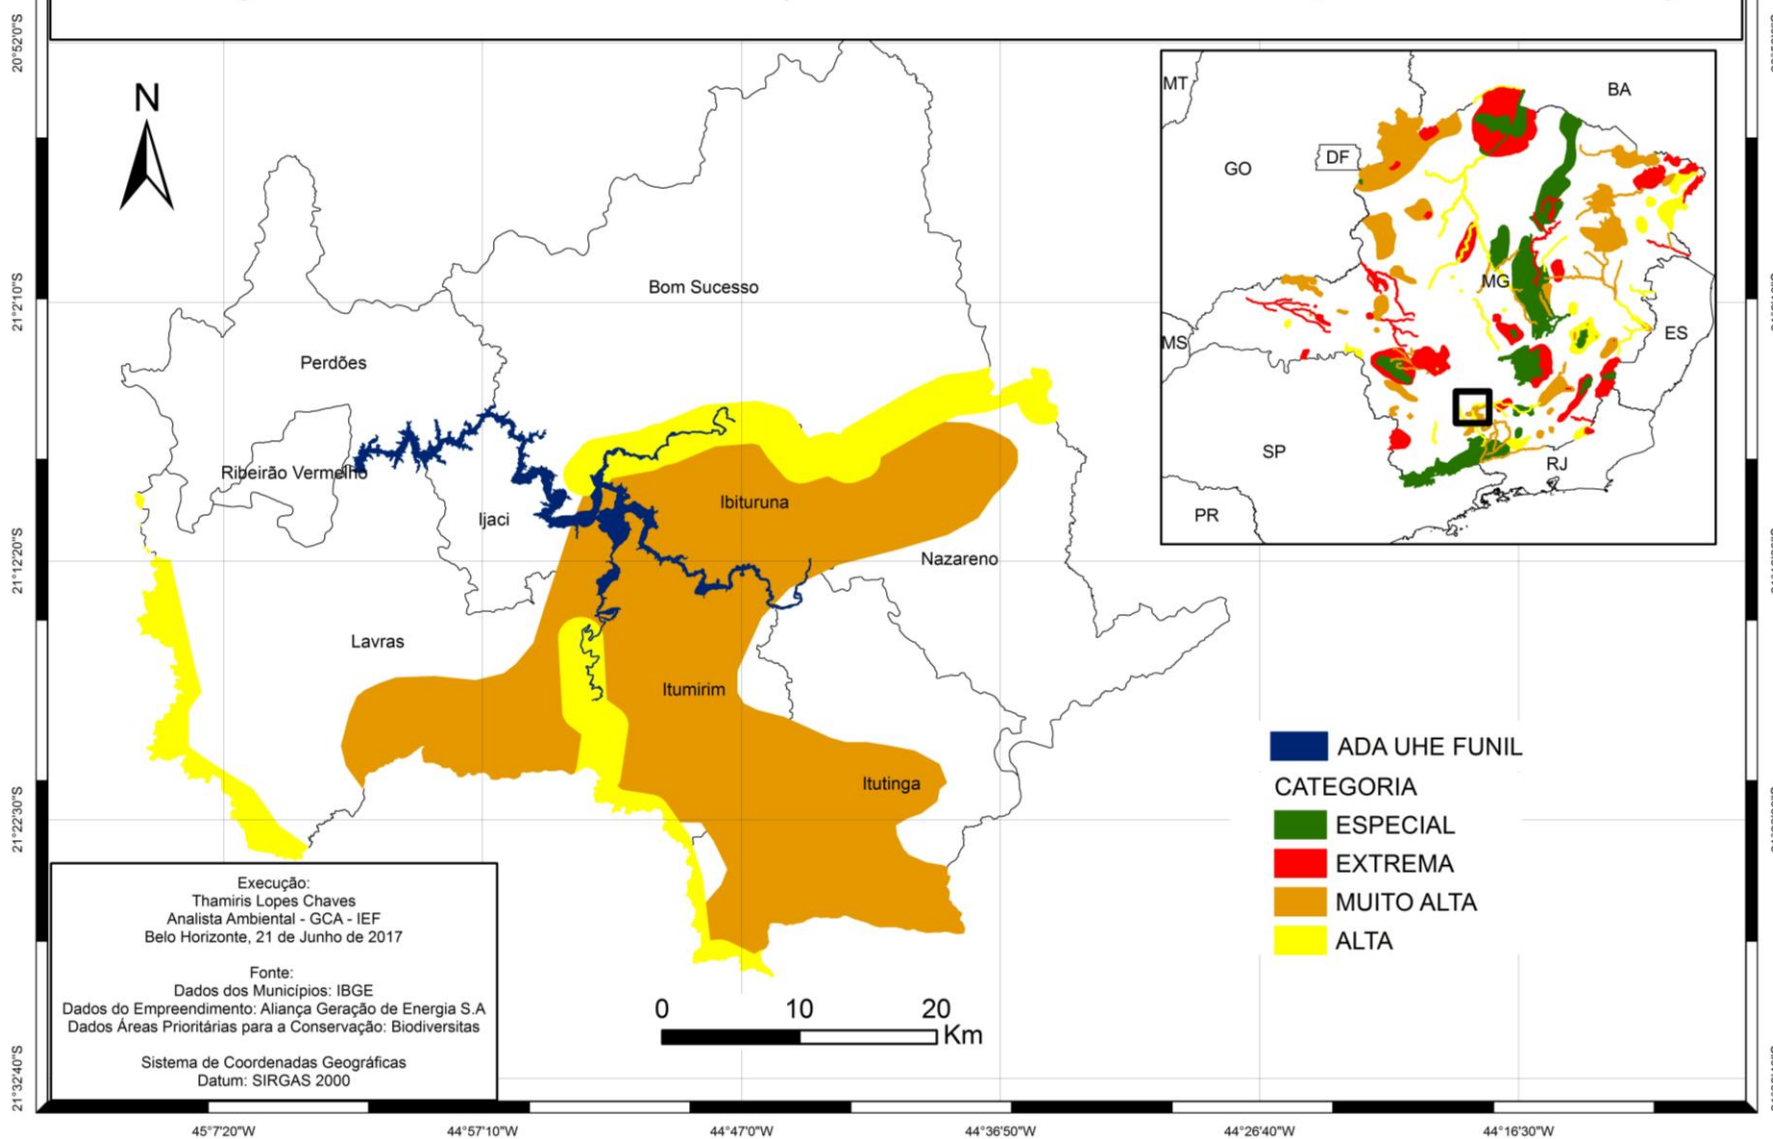 20°52'0"S
N
MT
BA
DF
GO
MG
ES
MS
SP
RJ
PR
21°2'10"S
Bom Sucesso
Perdões
Ribeirão Vermelho
Ijaci
Ibituruna
Nazareno
21°12'20"S
Lavras
Itumirim
Itutinga
21°22'30"S
ADA UHE FUNIL
CATEGORIA
ESPECIAL
EXTREMA
MUITO ALTA
ALTA
Execução:
Thamiris Lopes Chaves
Analista Ambiental - GCA - IEF
Belo Horizonte, 21 de Junho de 2017
Fonte:
Dados dos Municípios: IBGE
Dados do Empreendimento: Aliança Geração de Energia S.A
Dados Áreas Prioritárias para a Conservação: Biodiversitas
Sistema de Coordenadas Geográficas
Datum: SIRGAS 2000
0 10 20
Km
21°32'40"S
45°7'20"W 44°57'10"W 44°47'0"W 44°36'50"W 44°26'40"W 44°16'30"W